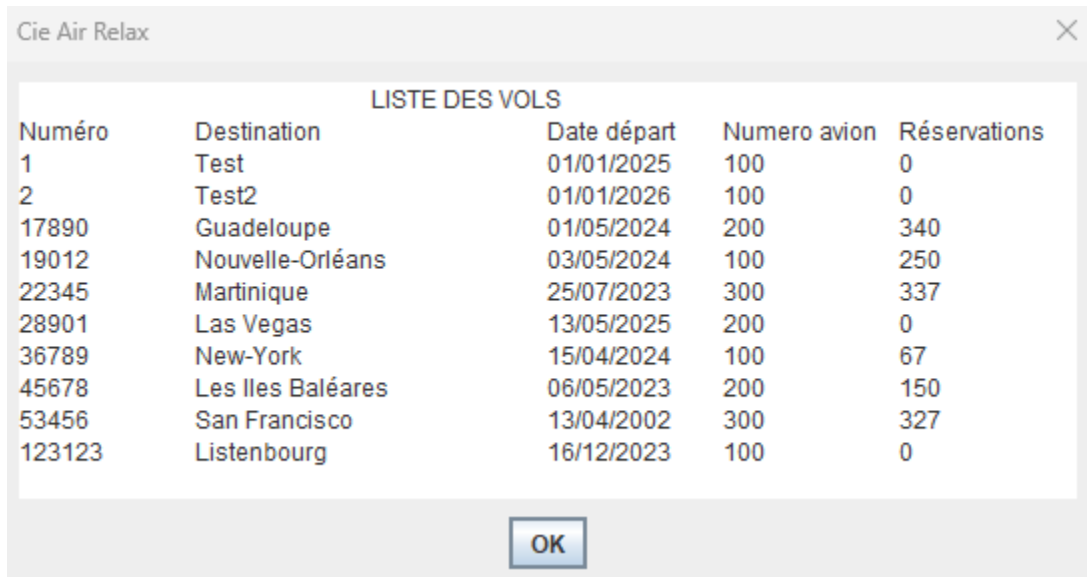 Cie Air Relax
LISTE DES VOLS
Numéro Destination Date départ Numero avion Réservations
1 Test 01/01/2025 100 0
2 Test2 01/01/2026 100 0
17890 Guadeloupe 01/05/2024 200 340
19012 Nouvelle-Orléans 03/05/2024 100 250
22345 Martinique 25/07/2023 300 337
28901 Las Vegas 13/05/2025 200 0
36789 New-York 15/04/2024 100 67
45678 Les Iles Baléares 06/05/2023 200 150
53456 San Francisco 13/04/2002 300 327
123123 Listenbourg 16/12/2023 100 0
OK